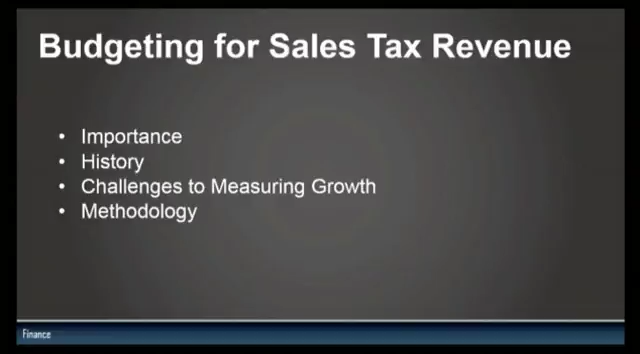 Budgeting for Sales Tax Revenue
• Importance
• History
• Challenges to Measuring Growth
• Methodology
Finance